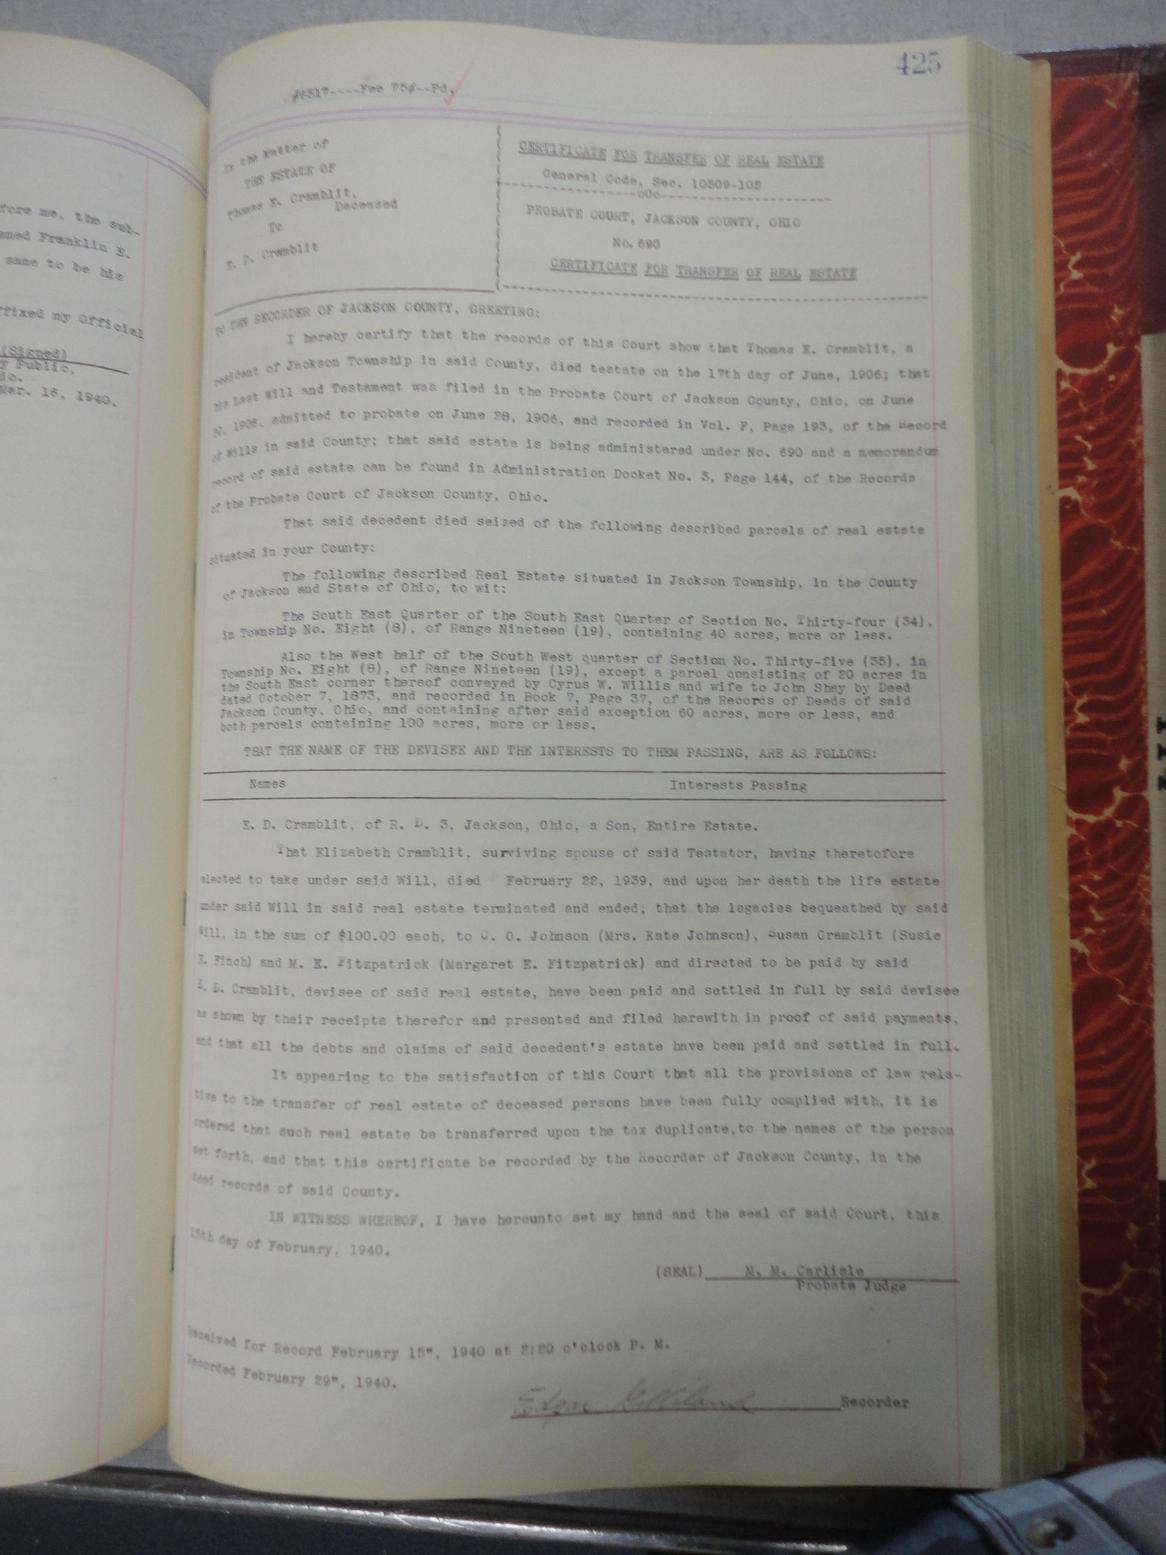 fore me, the sub-
amed Franklin E.
same to be his
ffixed my Official
(Signed)
y Public,
ic.
Mar. 16, 1940.
425
#6517----Fee 75¢--Pd.
In the Matter of
THE ESTATE OF
Thomas E. Cramblit,
Deceased
To
E. D. Cramblit
CERTIFICATE FOR TRANSFER OF REAL ESTATE
General Code, Sec. 10509-102
-----------------o0o-----------------
PROBATE COURT, JACKSON COUNTY, OHIO
No. 690
CERTIFICATE FOR TRANSFER OF REAL ESTATE
TO THE RECORDER OF JACKSON COUNTY, GREETING:
I hereby certify that the records of this Court show that Thomas E. Cramblit, a
resident of Jackson Township in said County, died testate on the 17th day of June, 1906; that
his Last Will and Testament was filed in the Probate Court of Jackson County, Ohio, on June
1906, admitted to probate on June 28, 1906, and recorded in Vol. F, Page 193, of the Record
of Wills in said County; that said estate is being administered under No. 690 and a memorandum
record of said estate can be found in Administration Docket No. 3, Page 144, of the Records
of the Probate Court of Jackson County, Ohio.
That said decedent died seized of the following described parcels of real estate
situated in your County:
The following described Real Estate situated in Jackson Township, in the County
of Jackson and State of Ohio, to wit:
The South East Quarter of the South East Quarter of Section No. Thirty-four (34),
in Township No. Eight (8), of Range Nineteen (19), containing 40 acres, more or less.
Also the West half of the South West quarter of Section No. Thirty-five (35), in
Township No. Eight (8), of Range Nineteen (19), except a parcel consisting of 20 acres in
the South East corner thereof conveyed by Cyrus W. Willis and wife to John Shay by Deed
dated October 7, 1873, and recorded in Book 7, Page 37, of the Records of Deeds of said
Jackson County, Ohio, and containing after said exception 60 acres, more or less, and
both parcels containing 100 acres, more or less.
THAT THE NAME OF THE DEVISEE AND THE INTERESTS TO THEM PASSING, ARE AS FOLLOWS:
Names Interests Passing
E. D. Cramblit, of R. D. 3, Jackson, Ohio, a Son, Entire Estate.
That Elizabeth Cramblit, surviving spouse of said Testator, having theretofore
elected to take under said Will, died February 22, 1939, and upon her death the life estate
under said Will in said real estate terminated and ended; that the legacies bequeathed by said
Will, in the sum of $100.00 each, to C. C. Johnson (Mrs. Kate Johnson), Susan Cramblit (Susie
E. Finch) and M. E. Fitzpatrick (Margaret E. Fitzpatrick) and directed to be paid by said
E. D. Cramblit, devisee of said real estate, have been paid and settled in full by said devisee
as shown by their receipts therefor and presented and filed herewith in proof of said payments,
and that all the debts and claims of said decedent's estate have been paid and settled in full.
It appearing to the satisfaction of this Court that all the provisions of law rela-
tive to the transfer of real estate of deceased persons have been fully complied with, it is
ordered that such real estate be transferred upon the tax duplicate,to the names of the person
set forth, and that this certificate be recorded by the Recorder of Jackson County, in the
deed records of said County.
IN WITNESS WHEREOF, I have hereunto set my hand and the seal of said Court, this
15th day of February, 1940.
(SEAL) M. M. Carlisle
Probate Judge
Received for Record February 15", 1940 at 2:20 o'clock P. M.
Recorded February 29", 1940.
Edgar Gilliland Recorder